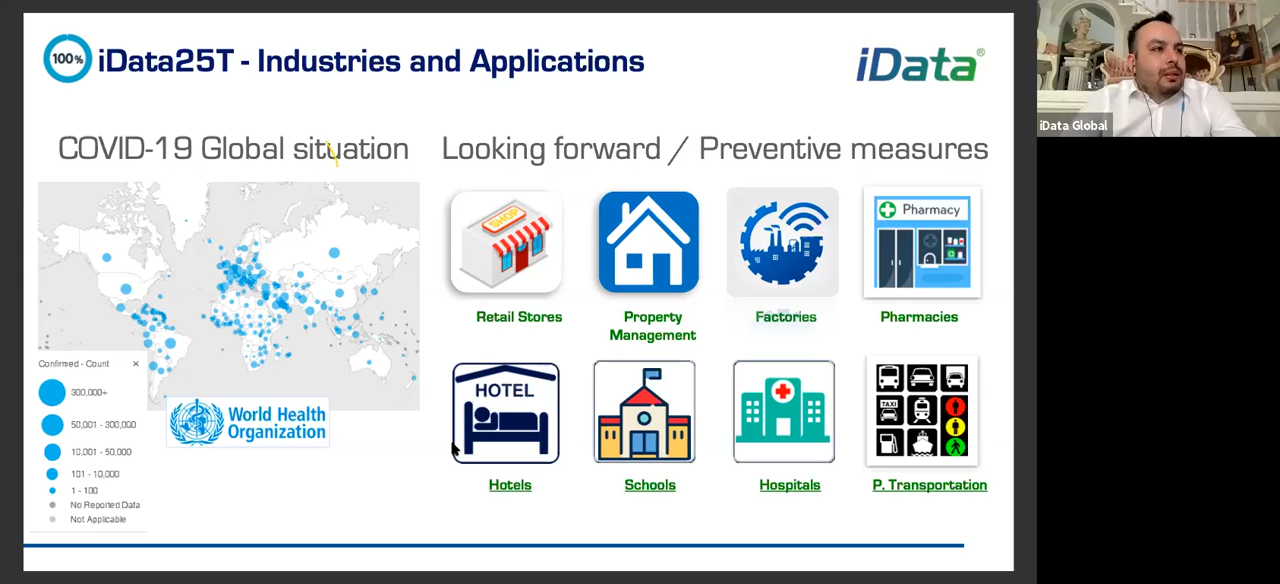 100%
iData25T - Industries and Applications
iData®
COVID-19 Global situation
Looking forward / Preventive measures
Confirmed - Count ×
300,000+
50,001 - 300,000
10,001 - 50,000
101 - 10,000
1 - 100
No Reported Data
Not Applicable
World Health
Organization
SHOP
Pharmacy
Retail Stores
Property
Management
Factories
Pharmacies
HOTEL
TAXI
Hotels
Schools
Hospitals
P. Transportation
iData Global